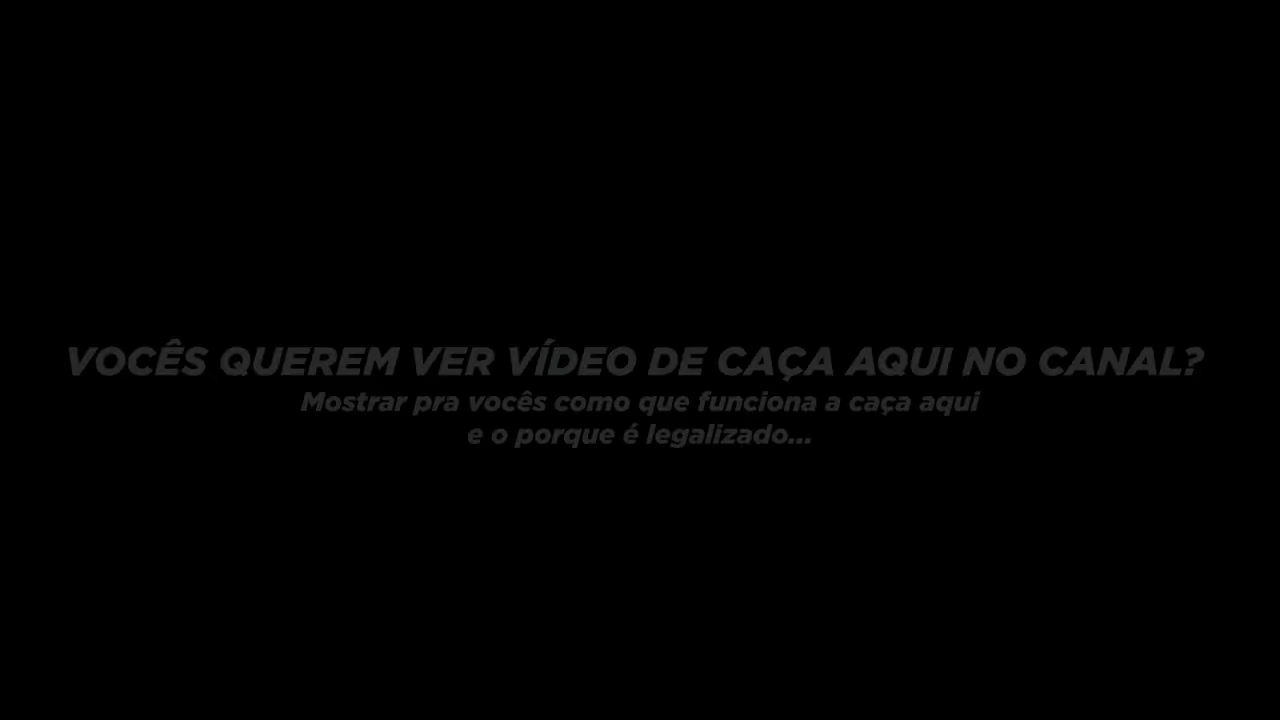 VOCÊS QUEREM VER VÍDEO DE CAÇA AQUI NO CANAL?
Mostrar pra vocês como que funciona a caça aqui
e o porque é legalizado...